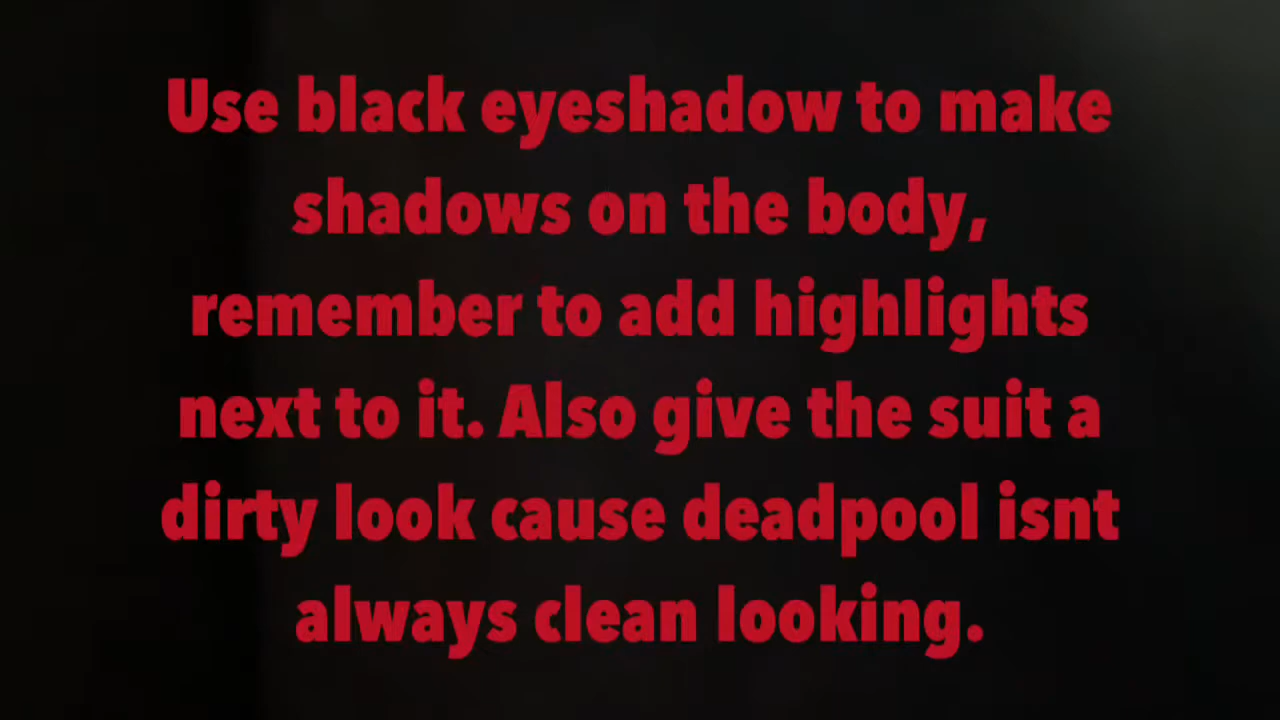 Use black eyeshadow to make
shadows on the body,
remember to add highlights
next to it. Also give the suit a
dirty look cause deadpool isnt
always clean looking.